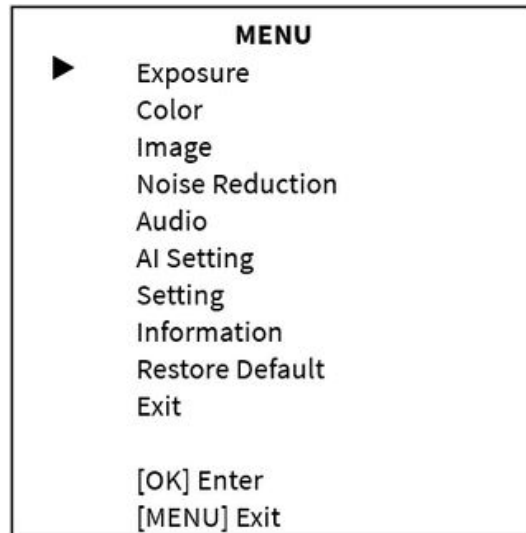 MENU
▶ Exposure
Color
Image
Noise Reduction
Audio
AI Setting
Setting
Information
Restore Default
Exit
[OK] Enter
[MENU] Exit